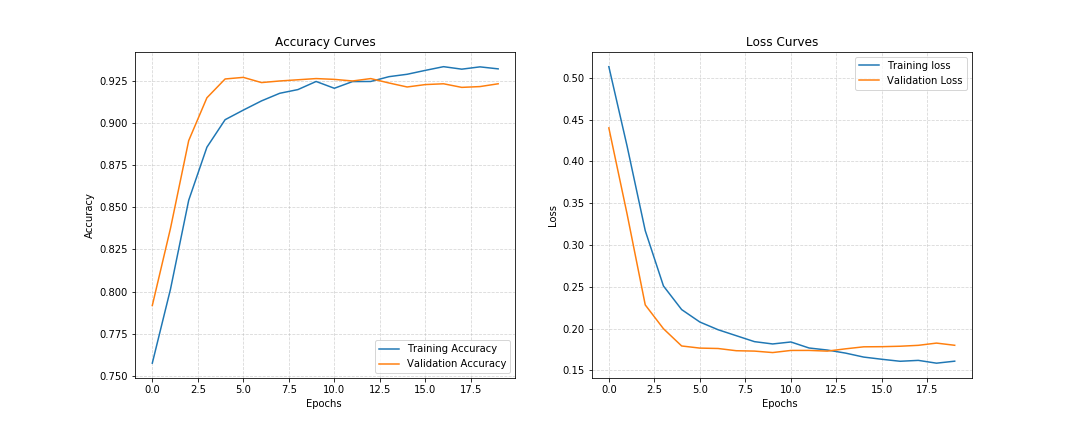 Accuracy Curves
Accuracy
0.925
0.900
0.875
0.850
0.825
0.800
0.775
0.750
Training Accuracy
Validation Accuracy
0.0 2.5 5.0 7.5 10.0 12.5 15.0 17.5
Epochs
Loss Curves
Loss
0.50
0.45
0.40
0.35
0.30
0.25
0.20
0.15
Training loss
Validation Loss
0.0 2.5 5.0 7.5 10.0 12.5 15.0 17.5
Epochs